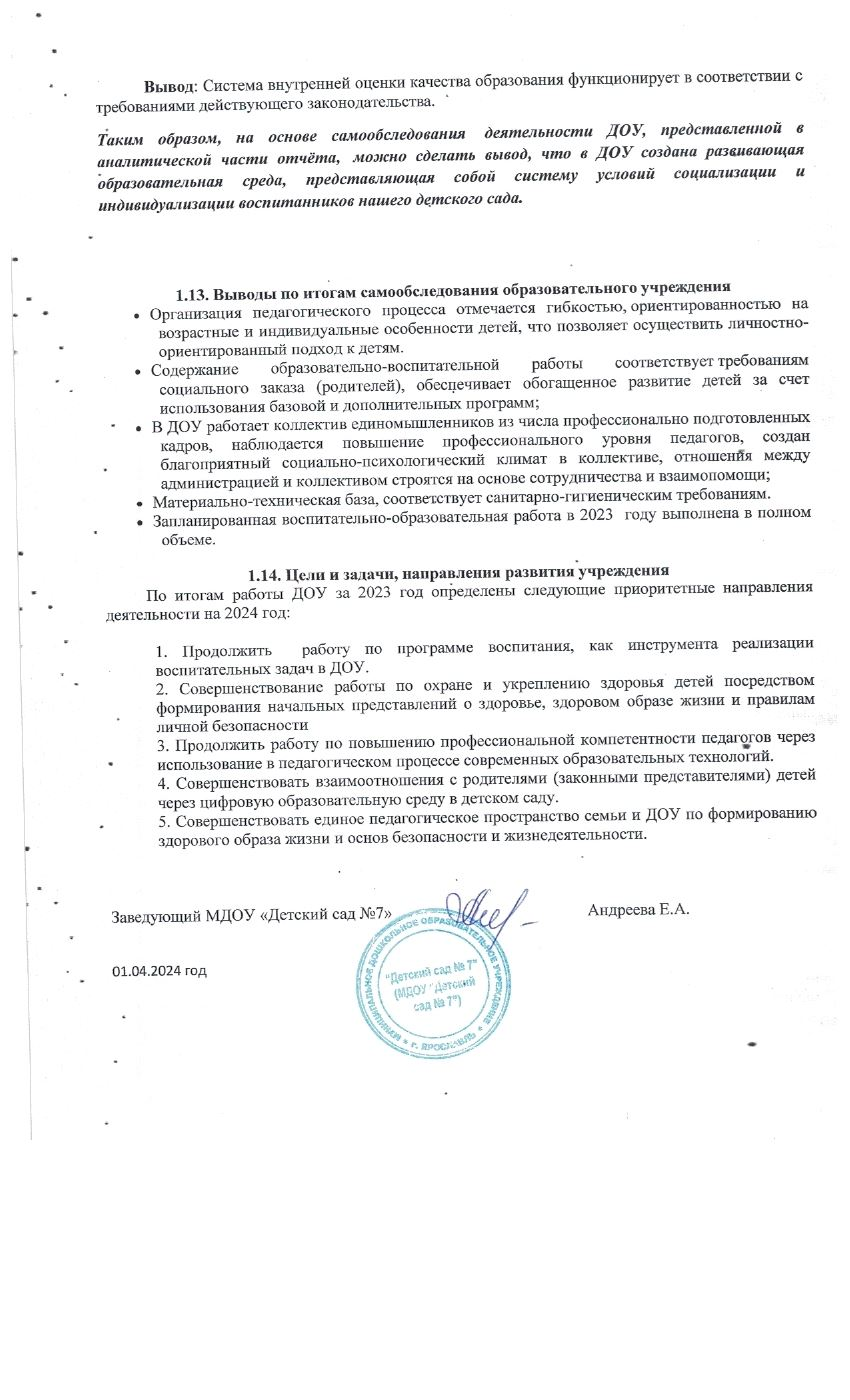 Вывод: Система внутренней оценки качества образования функционирует в соответствии с
требованиями действующего законодательства.
Таким образом, на основе самообследования деятельности ДОУ, представленной в
аналитической части отчёта, можно сделать вывод, что в ДОУ создана развивающая
образовательная среда, представляющая собой систему условий социализации и
индивидуализации воспитанников нашего детского сада.
1.13. Выводы по итогам самообследования образовательного учреждения
• Организация педагогического процесса отмечается гибкостью, ориентированностью на
возрастные и индивидуальные особенности детей, что позволяет осуществить личностно-
ориентированный подход к детям.
• Содержание образовательно-воспитательной работы соответствует требованиям
социального заказа (родителей), обеспечивает обогащенное развитие детей за счет
использования базовой и дополнительных программ;
• В ДОУ работает коллектив единомышленников из числа профессионально подготовленных
кадров, наблюдается повышение профессионального уровня педагогов, создан
благоприятный социально-психологический климат в коллективе, отношения между
администрацией и коллективом строятся на основе сотрудничества и взаимопомощи;
• Материально-техническая база, соответствует санитарно-гигиеническим требованиям.
• Запланированная воспитательно-образовательная работа в 2023 году выполнена в полном
объеме.
1.14. Цели и задачи, направления развития учреждения
По итогам работы ДОУ за 2023 год определены следующие приоритетные направления
деятельности на 2024 год:
1. Продолжить работу по программе воспитания, как инструмента реализации
воспитательных задач в ДОУ.
2. Совершенствование работы по охране и укреплению здоровья детей посредством
формирования начальных представлений о здоровье, здоровом образе жизни и правилам
личной безопасности
3. Продолжить работу по повышению профессиональной компетентности педагогов через
использование в педагогическом процессе современных образовательных технологий.
4. Совершенствовать взаимоотношения с родителями (законными представителями) детей
через цифровую образовательную среду в детском саду.
5. Совершенствовать единое педагогическое пространство семьи и ДОУ по формированию
здорового образа жизни и основ безопасности и жизнедеятельности.
Заведующий МДОУ «Детский сад №7» Андреева Е.А.
01.04.2024 год
МУНИЦИПАЛЬНОЕ ДОШКОЛЬНОЕ ОБРАЗОВАТЕЛЬНОЕ УЧРЕЖДЕНИЕ
"Детский сад № 7"
(МДОУ "Детский
сад № 7")
* г. ЯРОСЛАВЛЬ *